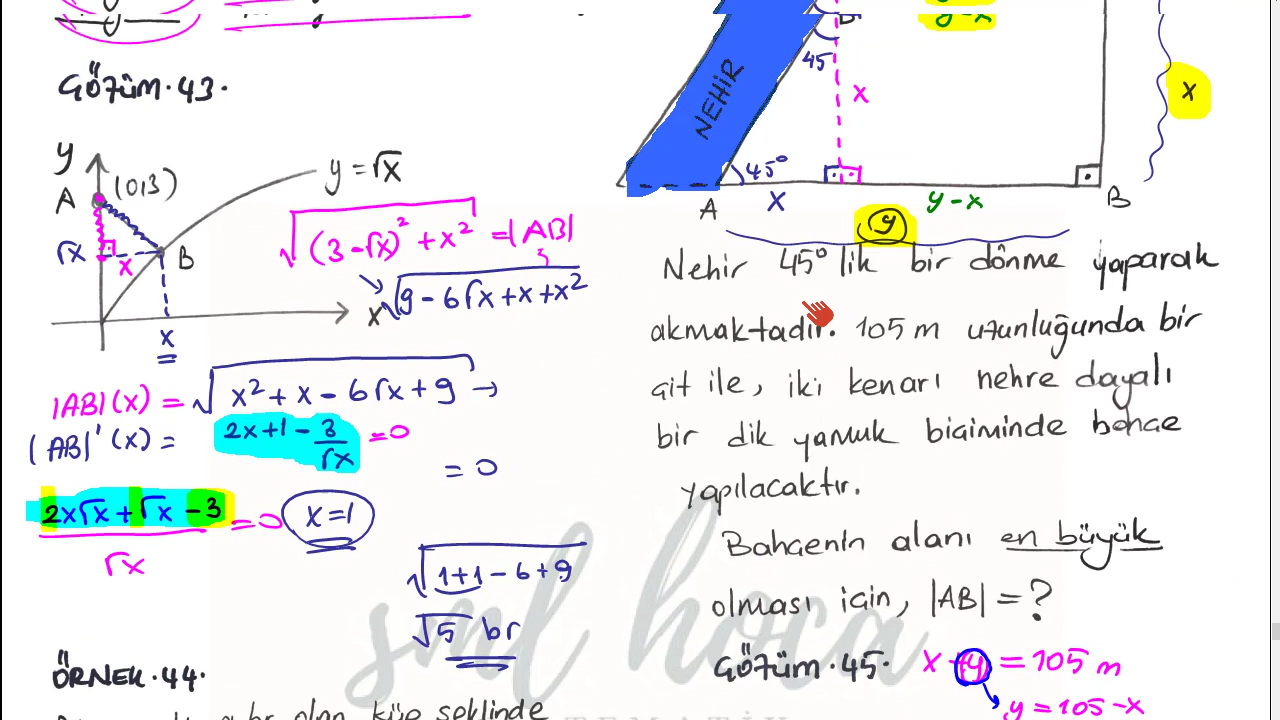 ÇÖZÜM.43.
y
A (0,3)
y = √x
√x
x
B
x
x
√((3-√x)² + x²) = |AB|
√(9 - 6√x + x + x²)
|AB|(x) = √(x² + x - 6√x + 9) →
|AB|'(x) = 2x+1 - 3/√x = 0
= 0
(2x√x + √x - 3)/√x = 0 x=1
√(1+1-6+9)
√5 br
ÖRNEK.44.
NEHİR
45
x
x
45°
A x y-x B
y
Nehir 45° lik bir dönme yaparak
akmaktadır. 105 m uzunluğunda bir
çit ile, iki kenarı nehre dayalı
bir dik yamuk biçiminde bahçe
yapılacaktır.
Bahçenin alanı en büyük
olması için, |AB| = ?
ÇÖZÜM.45. x + y = 105 m
y = 105 - x
sml hoca